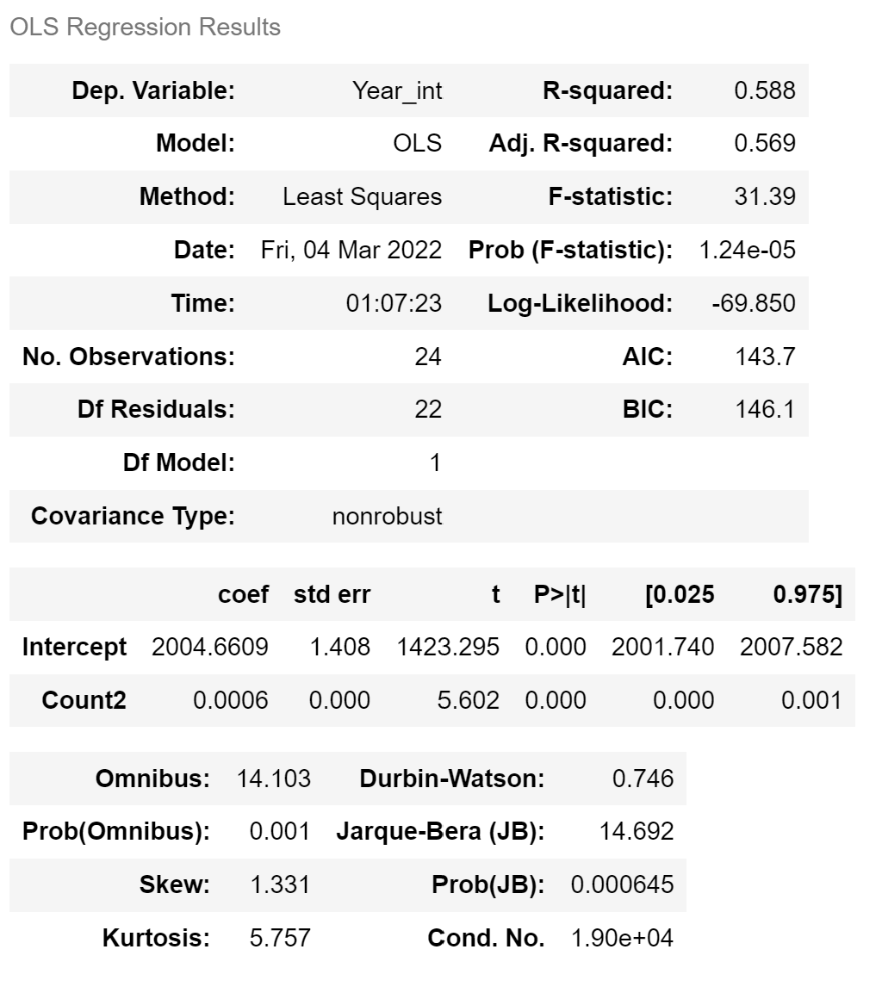 OLS Regression Results
Dep. Variable: Year_int R-squared: 0.588
Model: OLS Adj. R-squared: 0.569
Method: Least Squares F-statistic: 31.39
Date: Fri, 04 Mar 2022 Prob (F-statistic): 1.24e-05
Time: 01:07:23 Log-Likelihood: -69.850
No. Observations: 24 AIC: 143.7
Df Residuals: 22 BIC: 146.1
Df Model: 1
Covariance Type: nonrobust
coef std err t P>|t| [0.025 0.975]
Intercept 2004.6609 1.408 1423.295 0.000 2001.740 2007.582
Count2 0.0006 0.000 5.602 0.000 0.000 0.001
Omnibus: 14.103 Durbin-Watson: 0.746
Prob(Omnibus): 0.001 Jarque-Bera (JB): 14.692
Skew: 1.331 Prob(JB): 0.000645
Kurtosis: 5.757 Cond. No. 1.90e+04